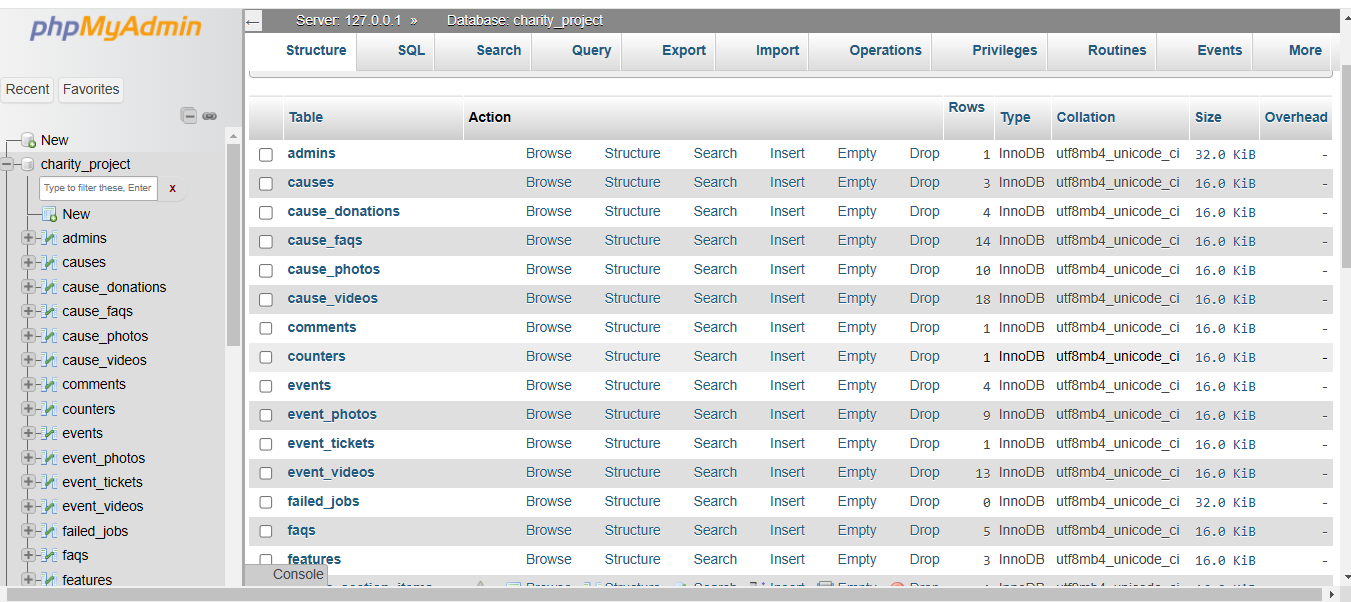 phpMyAdmin
Recent Favorites
New
charity_project
Type to filter these, Enter x
New
admins
causes
cause_donations
cause_faqs
cause_photos
cause_videos
comments
counters
events
event_photos
event_tickets
event_videos
failed_jobs
faqs
features
Server: 127.0.0.1 » Database: charity_project
Structure SQL Search Query Export Import Operations Privileges Routines Events More
Table Action Rows Type Collation Size Overhead
admins Browse Structure Search Insert Empty Drop 1 InnoDB utf8mb4_unicode_ci 32.0 KiB -
causes Browse Structure Search Insert Empty Drop 3 InnoDB utf8mb4_unicode_ci 16.0 KiB -
cause_donations Browse Structure Search Insert Empty Drop 4 InnoDB utf8mb4_unicode_ci 16.0 KiB -
cause_faqs Browse Structure Search Insert Empty Drop 14 InnoDB utf8mb4_unicode_ci 16.0 KiB -
cause_photos Browse Structure Search Insert Empty Drop 10 InnoDB utf8mb4_unicode_ci 16.0 KiB -
cause_videos Browse Structure Search Insert Empty Drop 18 InnoDB utf8mb4_unicode_ci 16.0 KiB -
comments Browse Structure Search Insert Empty Drop 1 InnoDB utf8mb4_unicode_ci 16.0 KiB -
counters Browse Structure Search Insert Empty Drop 1 InnoDB utf8mb4_unicode_ci 16.0 KiB -
events Browse Structure Search Insert Empty Drop 4 InnoDB utf8mb4_unicode_ci 16.0 KiB -
event_photos Browse Structure Search Insert Empty Drop 9 InnoDB utf8mb4_unicode_ci 16.0 KiB -
event_tickets Browse Structure Search Insert Empty Drop 1 InnoDB utf8mb4_unicode_ci 16.0 KiB -
event_videos Browse Structure Search Insert Empty Drop 13 InnoDB utf8mb4_unicode_ci 16.0 KiB -
failed_jobs Browse Structure Search Insert Empty Drop 0 InnoDB utf8mb4_unicode_ci 32.0 KiB -
faqs Browse Structure Search Insert Empty Drop 5 InnoDB utf8mb4_unicode_ci 16.0 KiB -
features Browse Structure Search Insert Empty Drop 3 InnoDB utf8mb4_unicode_ci 16.0 KiB -
Console